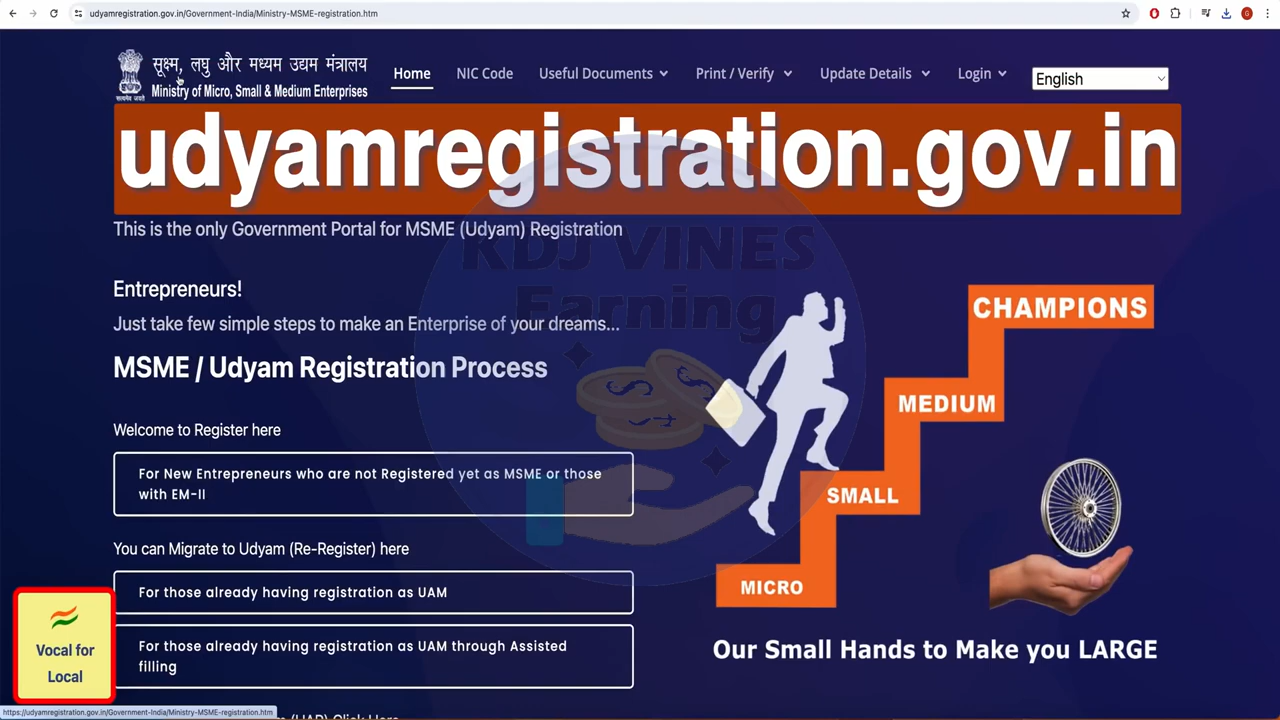 udyamregistration.gov.in/Government-India/Ministry-MSME-registration.htm
सूक्ष्म, लघु और मध्यम उद्यम मंत्रालय
Ministry of Micro, Small & Medium Enterprises
सत्यमेव जयते
Home NIC Code Useful Documents Print / Verify Update Details Login
English
udyamregistration.gov.in
This is the only Government Portal for MSME (Udyam) Registration
KDJ VINES
Earning
Entrepreneurs!
Just take few simple steps to make an Enterprise of your dreams...
MSME / Udyam Registration Process
Welcome to Register here
For New Entrepreneurs who are not Registered yet as MSME or those
with EM-II
You can Migrate to Udyam (Re-Register) here
For those already having registration as UAM
For those already having registration as UAM through Assisted
filling
CHAMPIONS
MEDIUM
SMALL
MICRO
Our Small Hands to Make you LARGE
Vocal for
Local
https://udyamregistration.gov.in/Government-India/Ministry-MSME-registration.htm